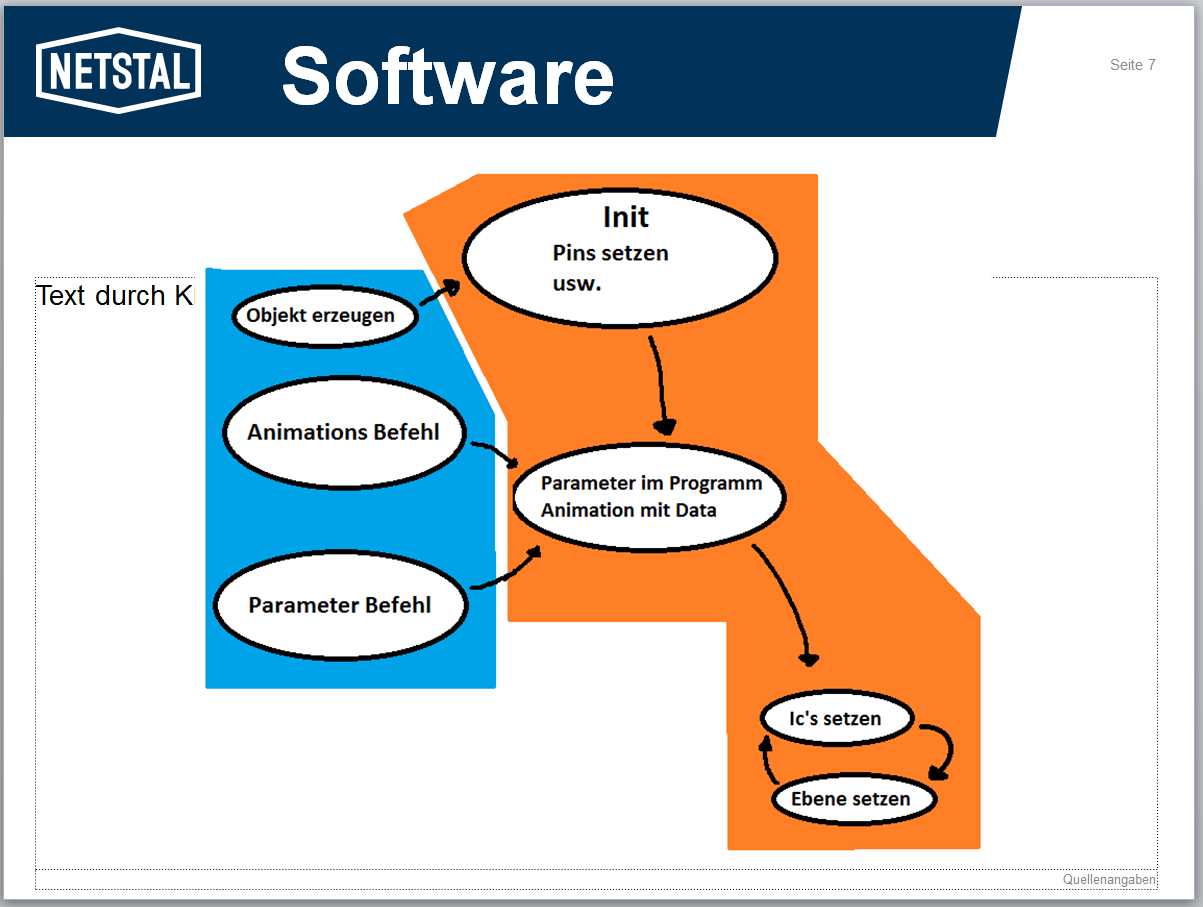 NETSTAL
Software
Seite 7
Init
Pins setzen
usw.
Text durch K
Objekt erzeugen
Animations Befehl
Parameter im Programm
Animation mit Data
Parameter Befehl
Ic's setzen
Ebene setzen
Quellenangaben